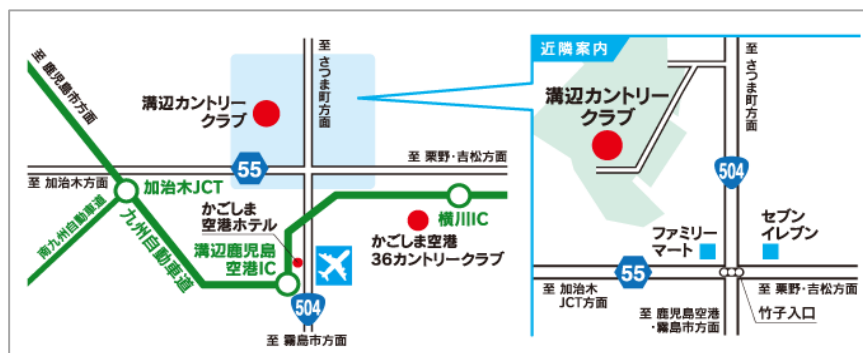 至 鹿児島市方面
溝辺カントリー
クラブ
至 さつま町方面
55
至 栗野・吉松方面
至 加治木方面
加治木JCT
南九州自動車道
九州自動車道
かごしま
空港ホテル
溝辺鹿児島
空港IC
横川IC
かごしま空港
36カントリークラブ
504
至 霧島市方面
近隣案内
溝辺カントリー
クラブ
至 さつま町方面
504
ファミリー
マート
セブン
イレブン
55
至 加治木
JCT方面
至 栗野・吉松方面
至 鹿児島空港
・霧島市方面
竹子入口